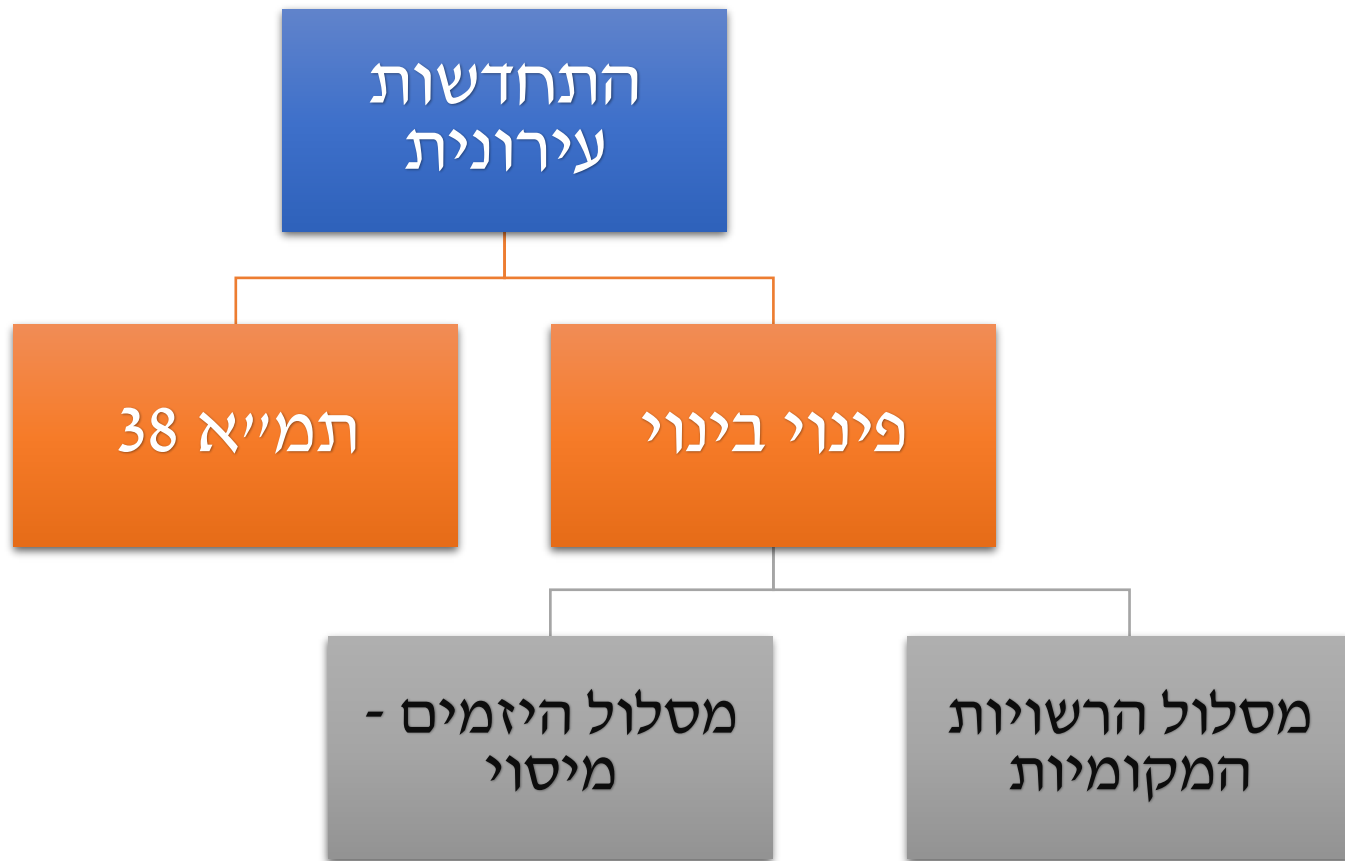 התחדשות
עירונית
פינוי בינוי
תמ״א 38
מסלול הרשויות
המקומיות
מסלול היזמים -
מיסוי